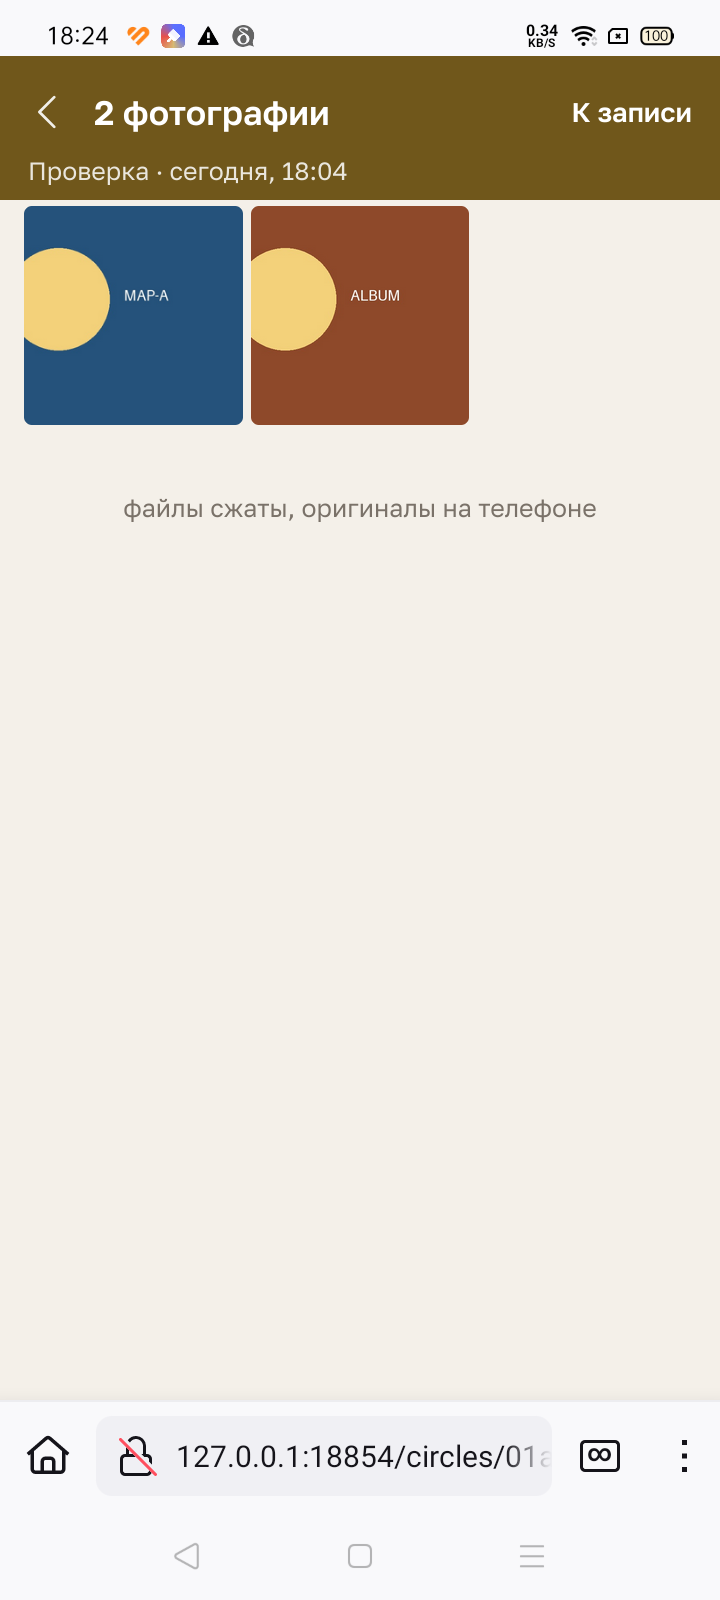 18:24
0.34
KB/S
100
2 фотографии
К записи
Проверка · сегодня, 18:04
MAP-A
ALBUM
файлы сжаты, оригиналы на телефоне
127.0.0.1:18854/circles/01a